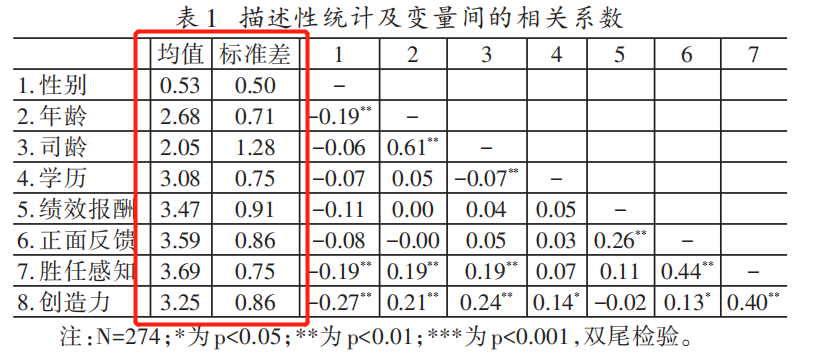 表1 描述性统计及变量间的相关系数
均值 标准差 1 2 3 4 5 6 7
1.性别 0.53 0.50 –
2.年龄 2.68 0.71 −0.19** –
3.司龄 2.05 1.28 −0.06 0.61** –
4.学历 3.08 0.75 −0.07 0.05 −0.07** –
5.绩效报酬 3.47 0.91 −0.11 0.00 0.04 0.05 –
6.正面反馈 3.59 0.86 −0.08 −0.00 0.05 0.03 0.26** –
7.胜任感知 3.69 0.75 −0.19** 0.19** 0.19** 0.07 0.11 0.44** –
8.创造力 3.25 0.86 −0.27** 0.21** 0.24** 0.14* −0.02 0.13* 0.40**
注:N=274;*为p<0.05;**为p<0.01;***为p<0.001,双尾检验。